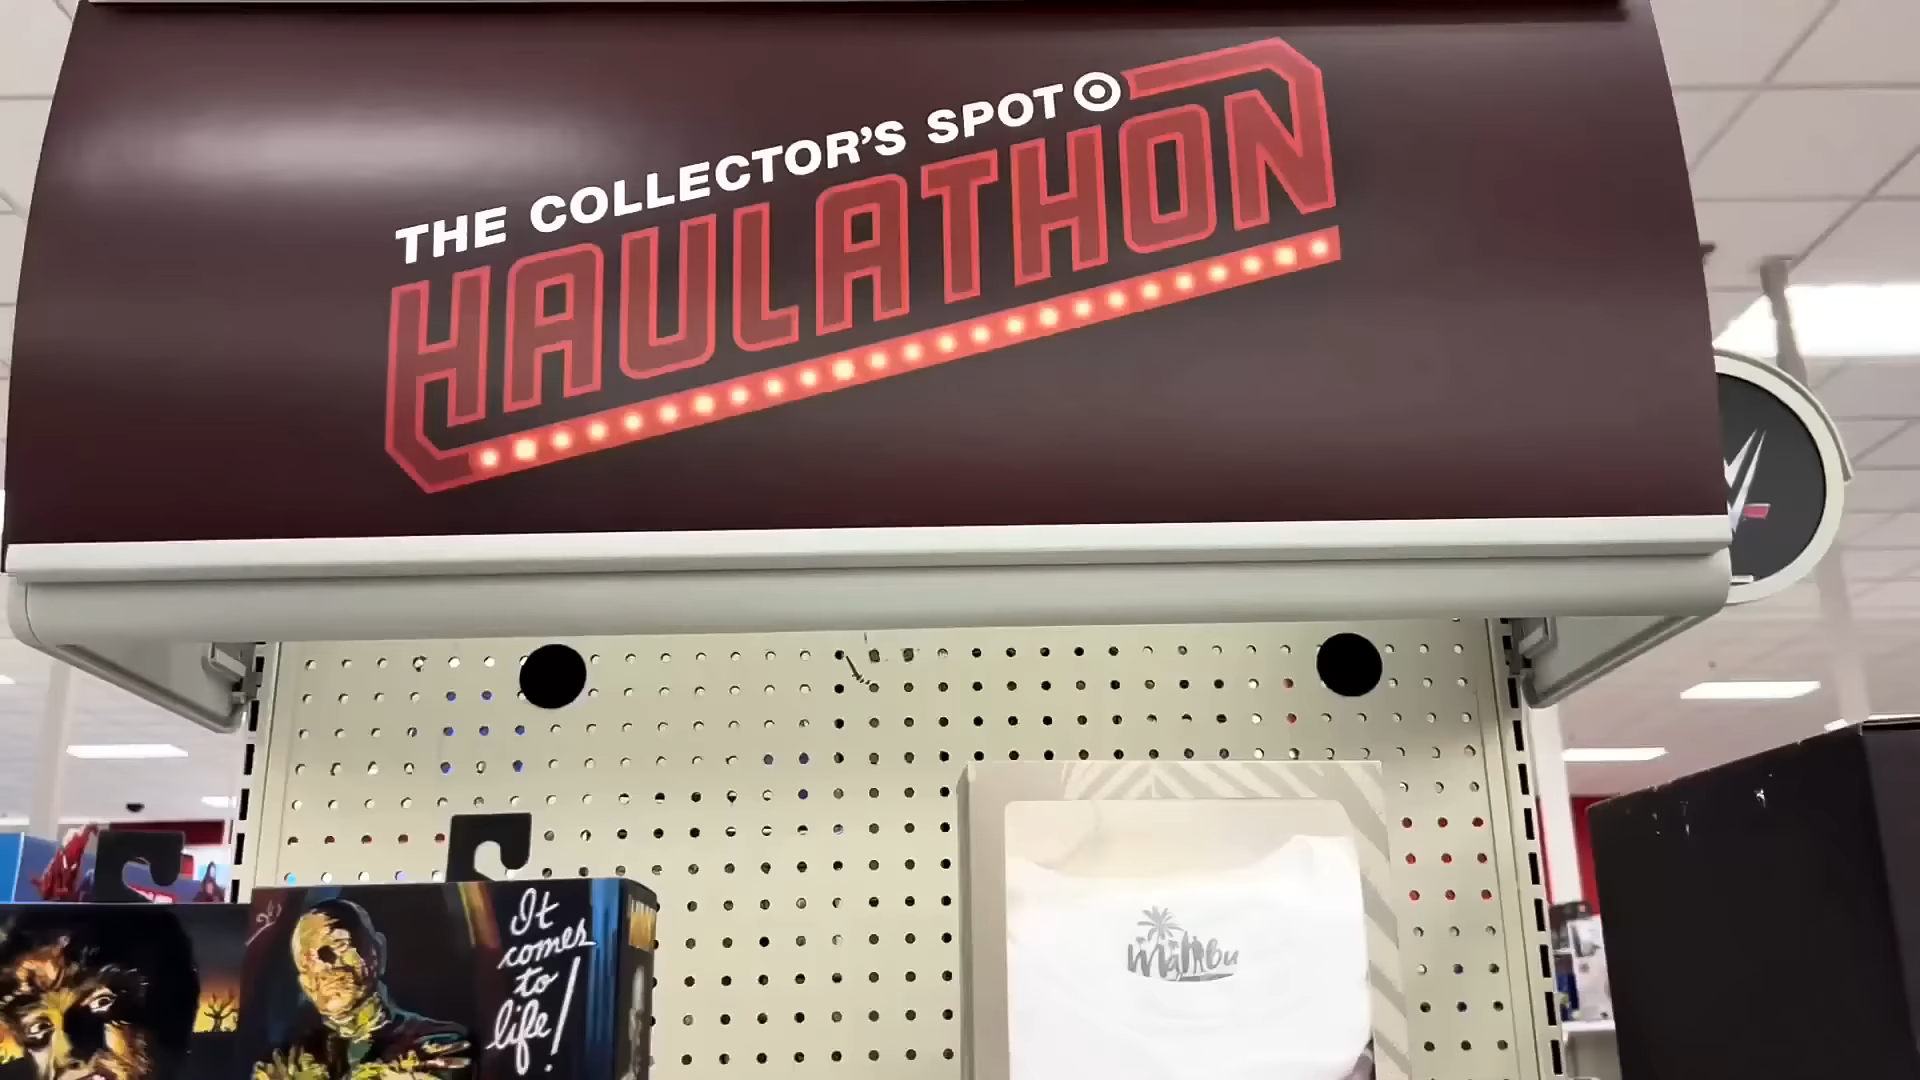 THE COLLECTOR'S SPOT
HAULATHON
It
comes
to
life!
Malibu